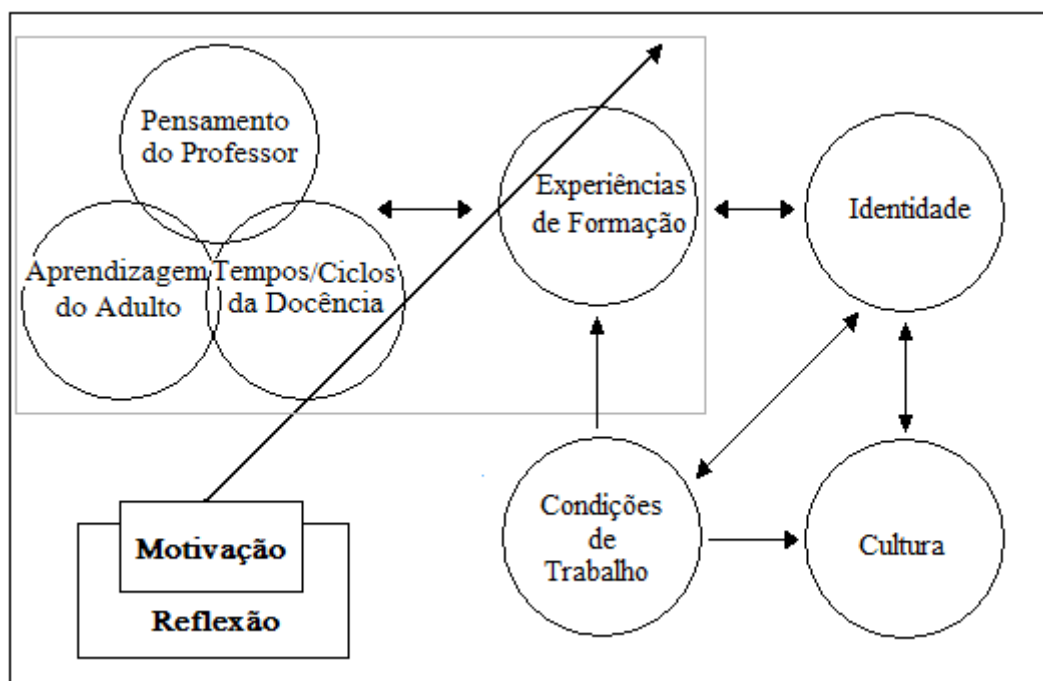 Pensamento
do Professor
Aprendizagem
do Adulto
Tempos/Ciclos
da Docência
Experiências
de Formação
Identidade
Motivação
Reflexão
Condições
de
Trabalho
Cultura